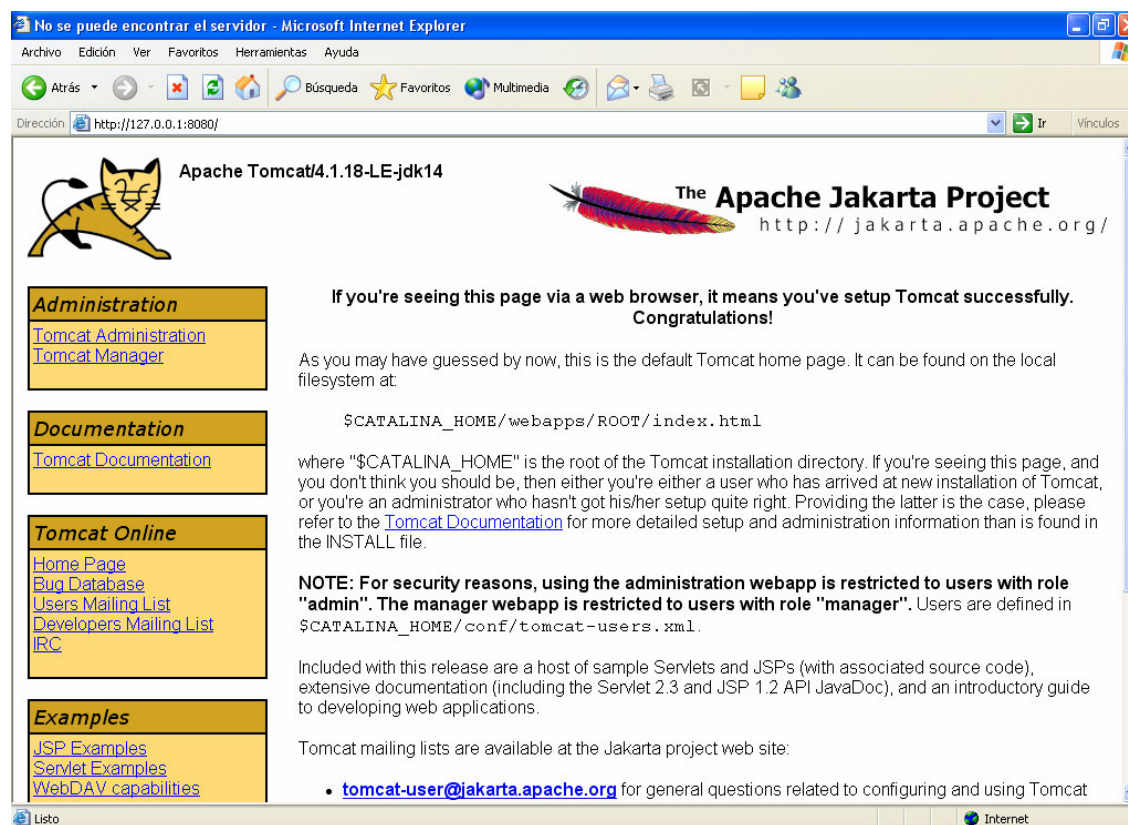 No se puede encontrar el servidor - Microsoft Internet Explorer
Archivo Edición Ver Favoritos Herramientas Ayuda
Atrás Búsqueda Favoritos Multimedia
Dirección http://127.0.0.1:8080/ Ir Vínculos
Apache Tomcat/4.1.18-LE-jdk14
The Apache Jakarta Project
http://jakarta.apache.org/
Administration
Tomcat Administration
Tomcat Manager
Documentation
Tomcat Documentation
Tomcat Online
Home Page
Bug Database
Users Mailing List
Developers Mailing List
IRC
Examples
JSP Examples
Servlet Examples
WebDAV capabilities
If you're seeing this page via a web browser, it means you've setup Tomcat successfully.
Congratulations!
As you may have guessed by now, this is the default Tomcat home page. It can be found on the local
filesystem at:
$CATALINA_HOME/webapps/ROOT/index.html
where "$CATALINA_HOME" is the root of the Tomcat installation directory. If you're seeing this page, and
you don't think you should be, then either you're either a user who has arrived at new installation of Tomcat,
or you're an administrator who hasn't got his/her setup quite right. Providing the latter is the case, please
refer to the Tomcat Documentation for more detailed setup and administration information than is found in
the INSTALL file.
NOTE: For security reasons, using the administration webapp is restricted to users with role
"admin". The manager webapp is restricted to users with role "manager". Users are defined in
$CATALINA_HOME/conf/tomcat-users.xml.
Included with this release are a host of sample Servlets and JSPs (with associated source code),
extensive documentation (including the Servlet 2.3 and JSP 1.2 API JavaDoc), and an introductory guide
to developing web applications.
Tomcat mailing lists are available at the Jakarta project web site:
• tomcat-user@jakarta.apache.org for general questions related to configuring and using Tomcat
Listo Internet